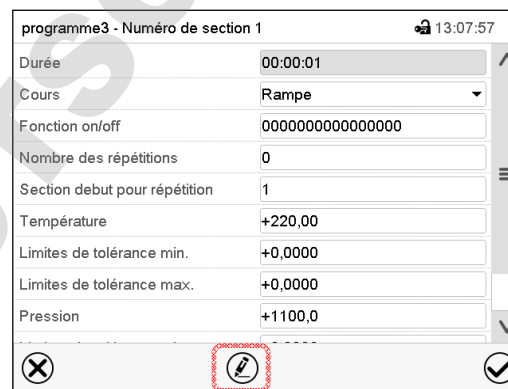 programme3 - Numéro de section 1 13:07:57
Durée 00:00:01
Cours Rampe
Fonction on/off 0000000000000000
Nombre des répétitions 0
Section debut pour répétition 1
Température +220,00
Limites de tolérance min. +0,0000
Limites de tolérance max. +0,0000
Pression +1100,0